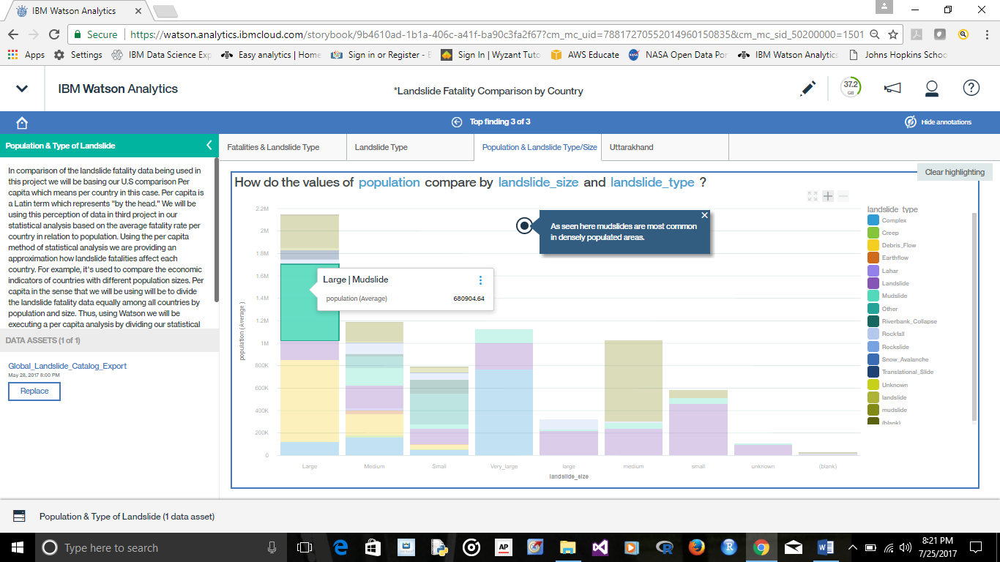 IBM Watson Analytics
Secure
https://watson.analytics.ibmcloud.com/storybook/9b4610ad-1b1a-406c-a41f-ba90c3fa2f67?cm_mc_uid=78817270552014960150835&cm_mc_sid_50200000=1501
Apps
Settings
IBM Data Science Exp
Easy analytics | Home
Sign in or Register - E
Sign In | Wyzant Tuto
AWS Educate
NASA Open Data Por
IBM Watson Analytics
Johns Hopkins Schoo
IBM Watson Analytics
*Landslide Fatality Comparison by Country
37.2
GB
Top finding 3 of 3
Hide annotations
Population & Type of Landslide
Fatalities & Landslide Type
Landslide Type
Population & Landslide Type/Size
Uttarakhand
In comparison of the landslide fatality data being used in
this project we will be basing our U.S comparison Per
capita which means per country in this case. Per capita is
a Latin term which represents "by the head." We will be
using this perception of data in third project in our
statistical analysis based on the average fatality rate per
country in relation to population. Using the per capita
method of statistical analysis we are providing an
approximation how landslide fatalities affect each
country. For example, it's used to compare the economic
indicators of countries with different population sizes. Per
capita in the sense that we will be using will be to divide
the landslide fatality data equally among all countries by
population and size. Thus, using Watson we will be
executing a per capita analysis by dividing our statistical
DATA ASSETS (1 of 1)
Global_Landslide_Catalog_Export
May 28, 2017 8:00 PM
Replace
Clear highlighting
How do the values of population compare by landslide_size and landslide_type ?
As seen here mudslides are most common
in densely populated areas.
Large | Mudslide
population (Average)
680904.64
population (Average )
2.2M
2M
1.8M
1.6M
1.4M
1.2M
1M
800K
600K
400K
200K
0
Large
Medium
Small
Very_large
large
medium
small
unknown
(blank)
landslide_size
landslide_type
Complex
Creep
Debris_Flow
Earthflow
Lahar
Landslide
Mudslide
Other
Riverbank_Collapse
Rockfall
Rockslide
Snow_Avalanche
Translational_Slide
Unknown
landslide
mudslide
(blank)
Population & Type of Landslide (1 data asset)
Type here to search
AP
R
R
W
8:21 PM
7/25/2017